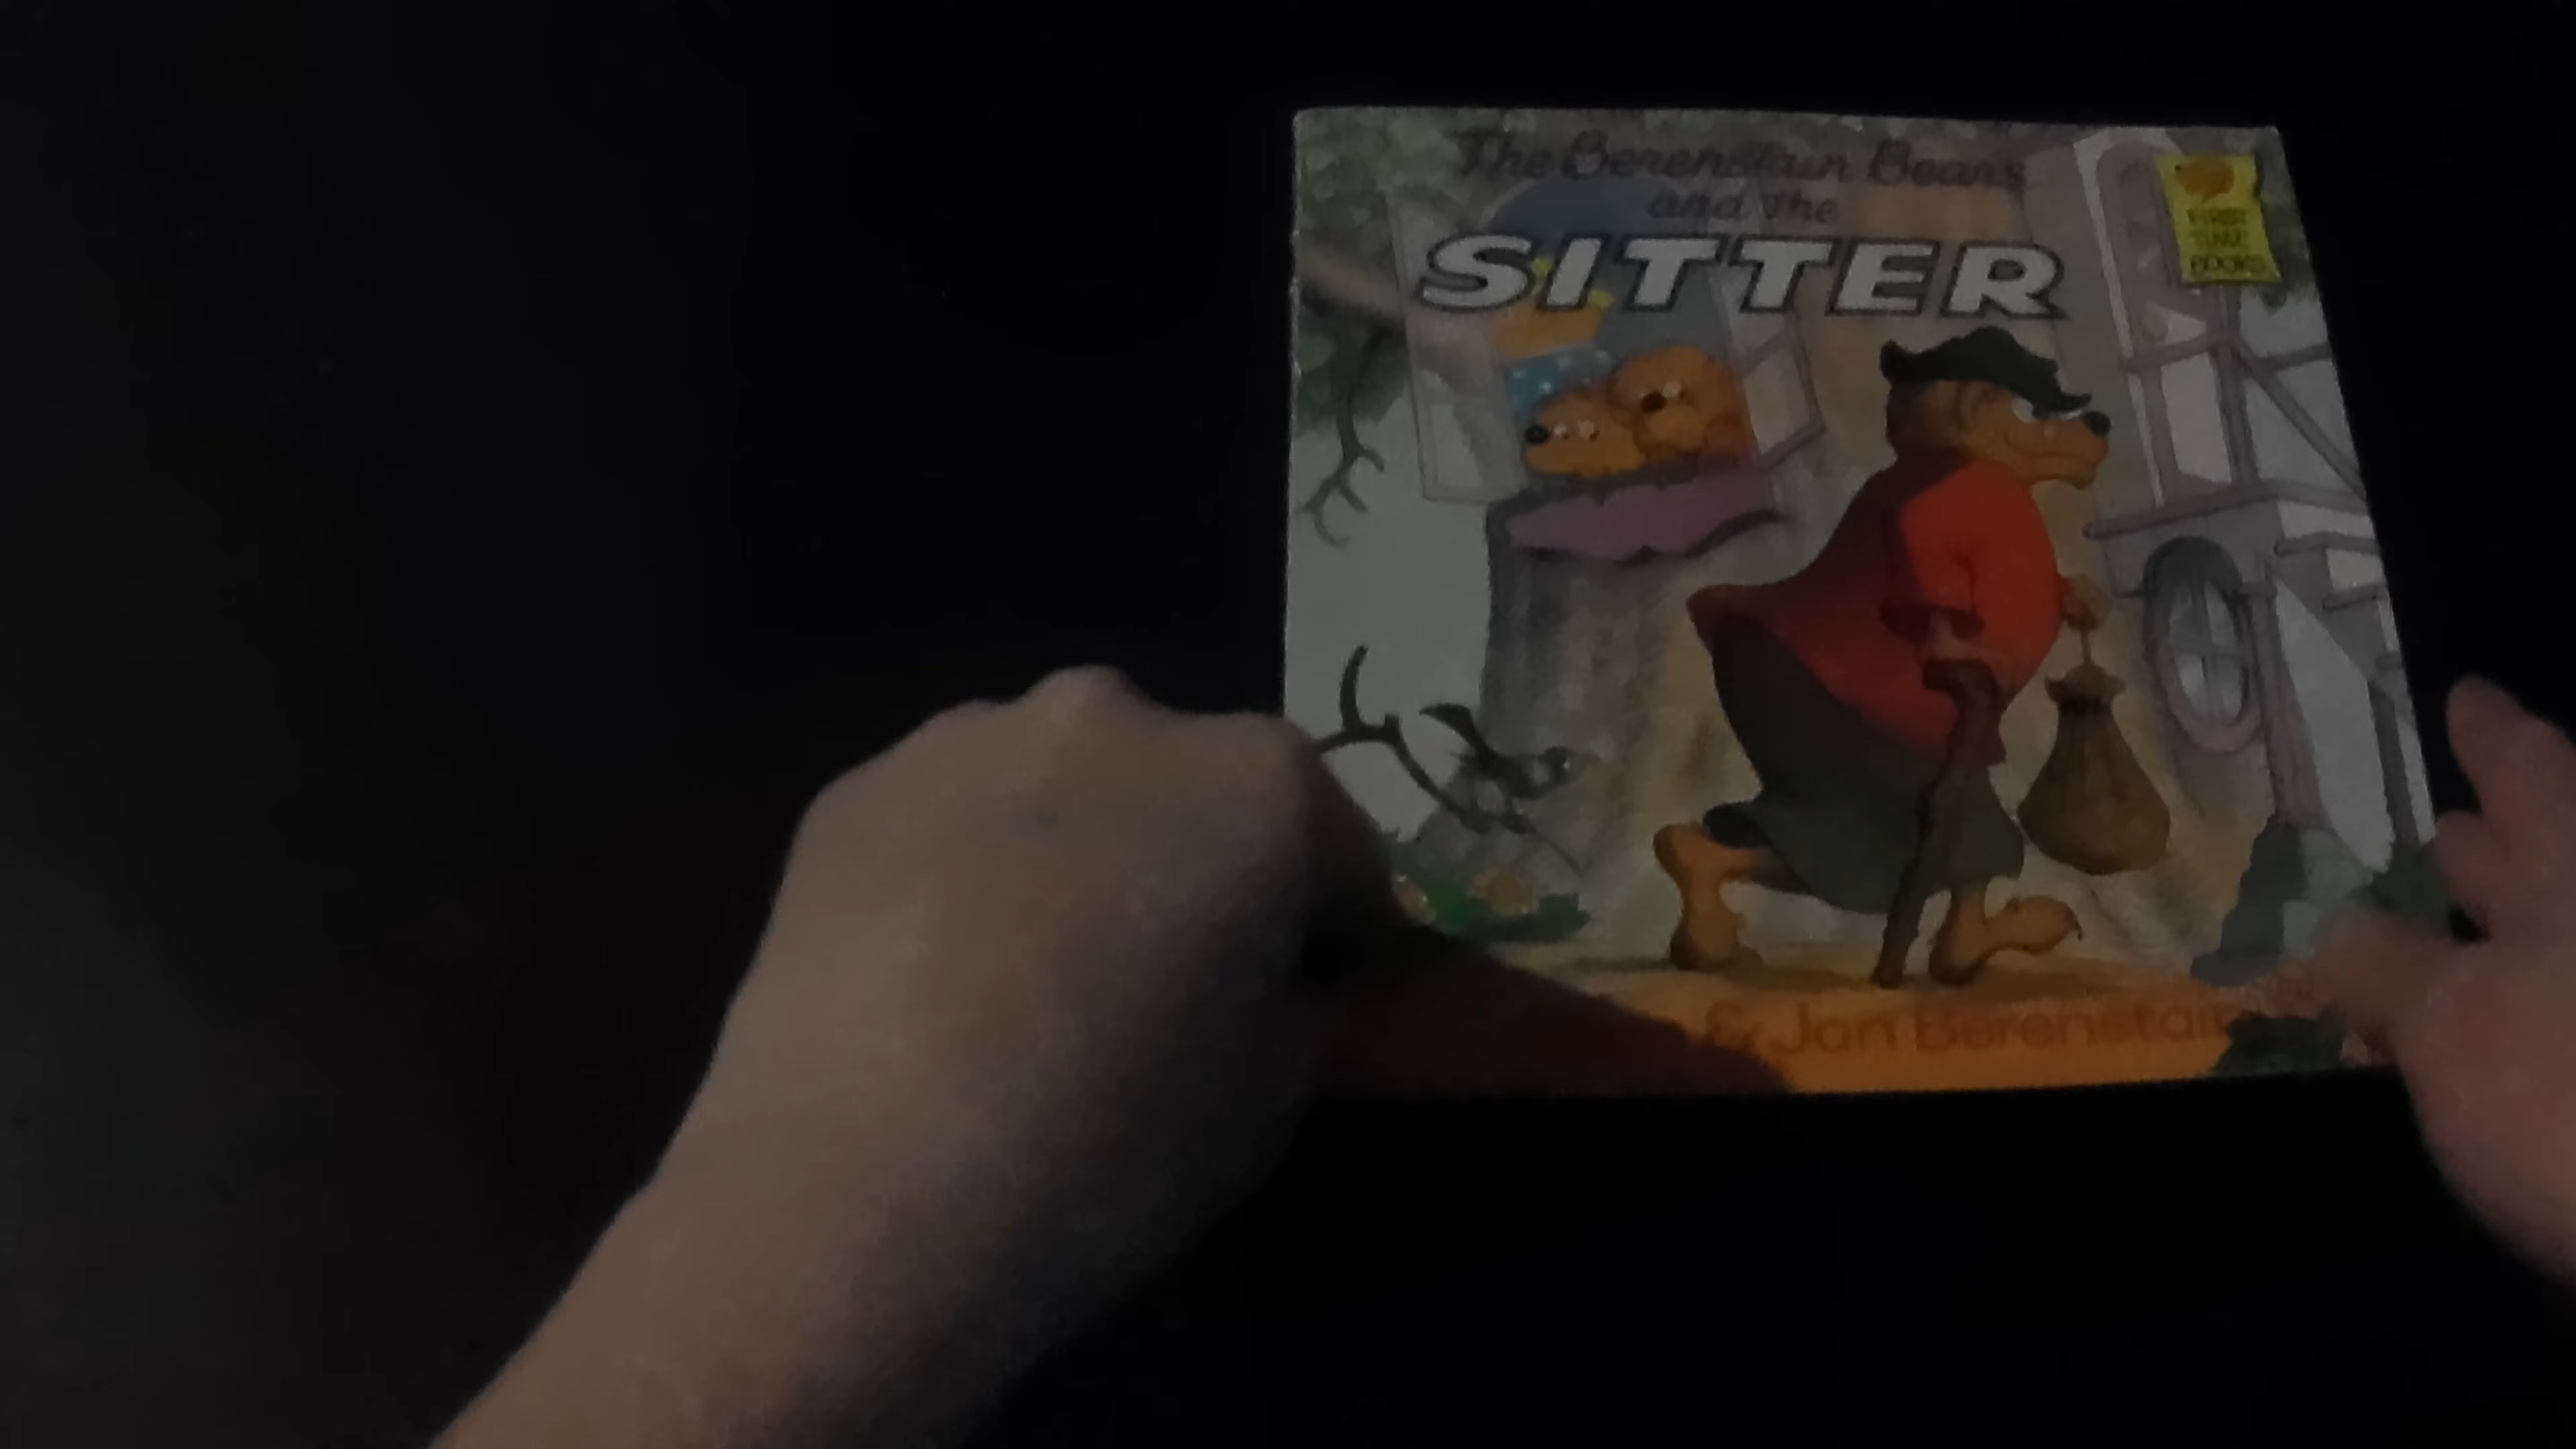 The Berenstain Bears
and The
SITTER
FIRST
TIME
BOOKS
& Jan Berenstain